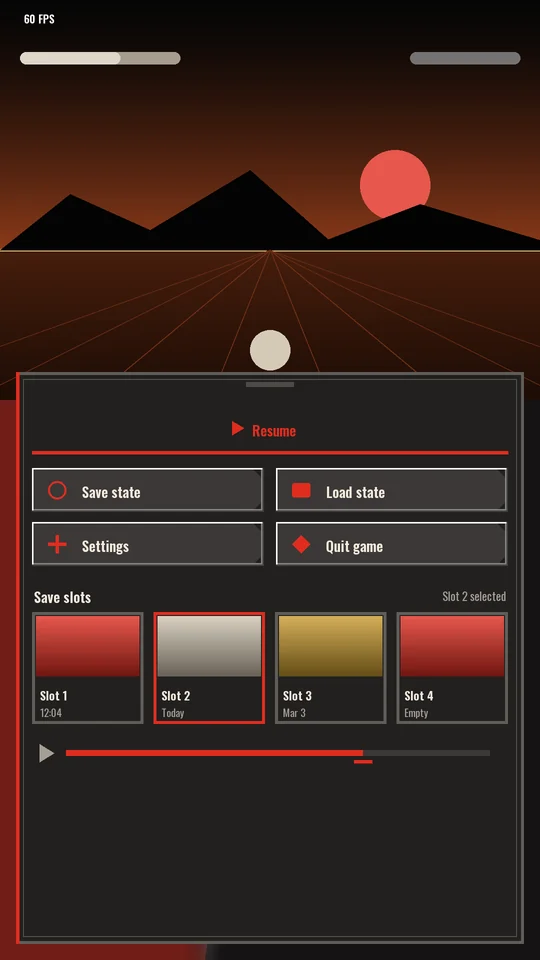 60 FPS
Resume
Save state
Load state
Settings
Quit game
Save slots
Slot 2 selected
Slot 1
12:04
Slot 2
Today
Slot 3
Mar 3
Slot 4
Empty